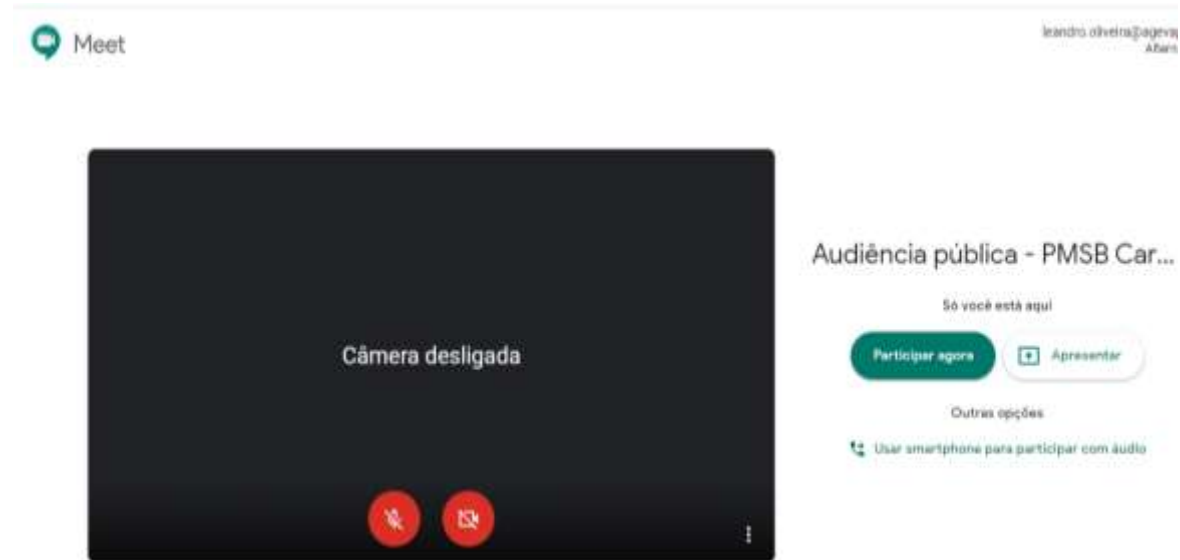 Meet
Câmera desligada
Audiência pública - PMSB Car...
Só você está aqui
Participar agora
Apresentar
Outras opções
Usar smartphone para participar com áudio